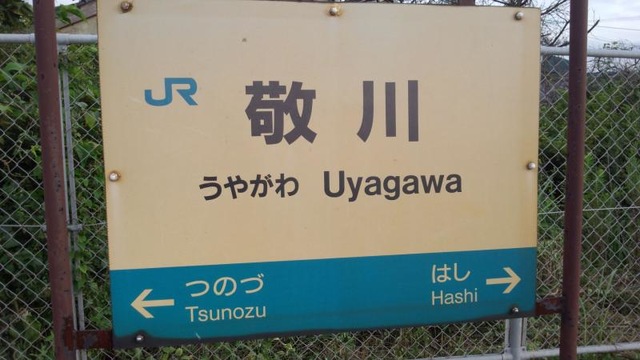 JR 敬川
うやがわ Uyagawa
← つのづ はし →
Tsunozu Hashi